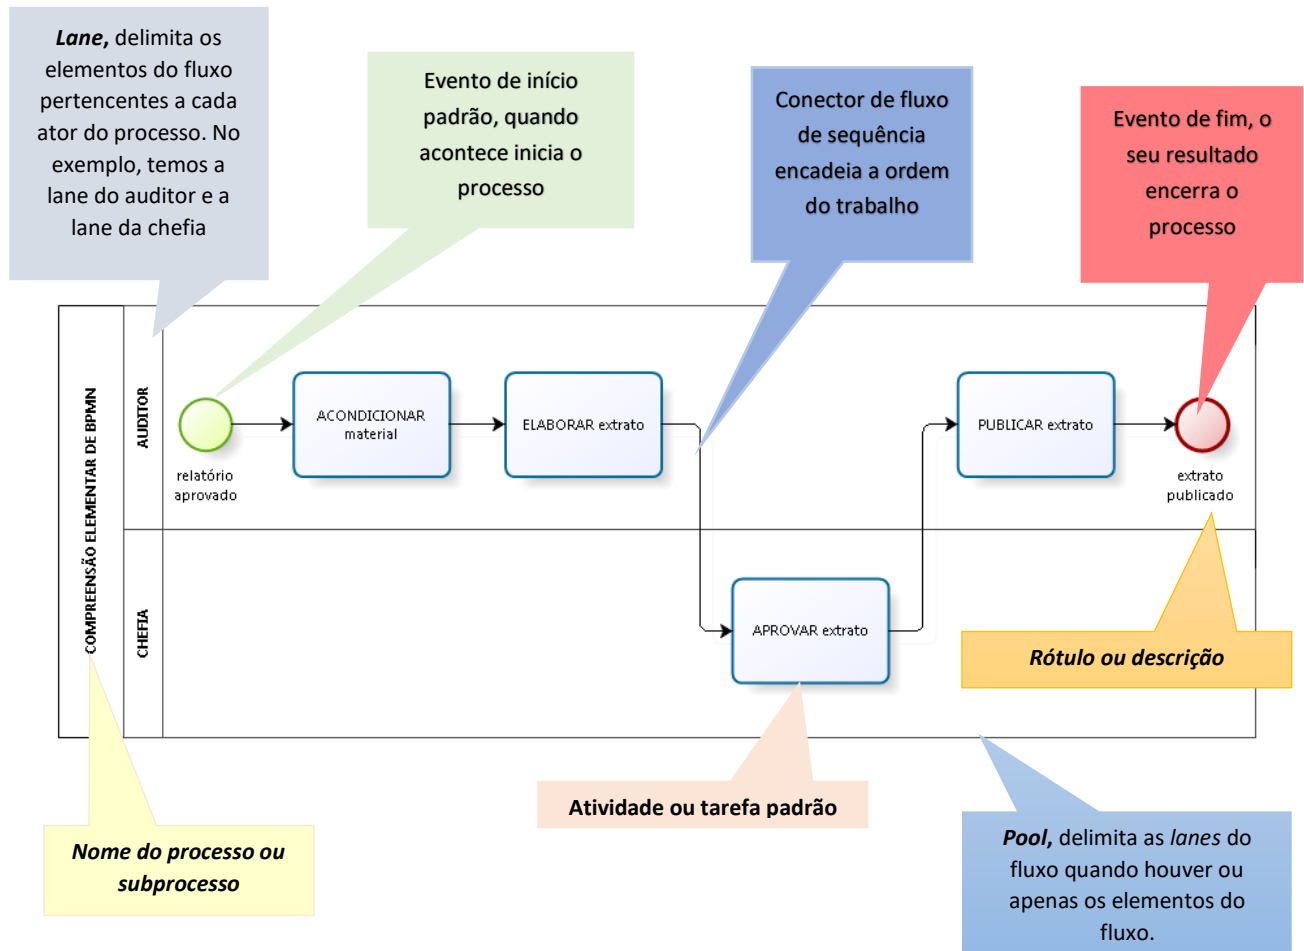 Lane, delimita os
elementos do fluxo
pertencentes a cada
ator do processo. No
exemplo, temos a
lane do auditor e a
lane da chefia
Evento de início
padrão, quando
acontece inicia o
processo
Conector de fluxo
de sequência
encadeia a ordem
do trabalho
Evento de fim, o
seu resultado
encerra o
processo
COMPREENSÃO ELEMENTAR DE BPMN
AUDITOR
relatório
aprovado
ACONDICIONAR
material
ELABORAR extrato
PUBLICAR extrato
extrato
publicado
CHEFIA
APROVAR extrato
Rótulo ou descrição
Atividade ou tarefa padrão
Nome do processo ou
subprocesso
Pool, delimita as lanes do
fluxo quando houver ou
apenas os elementos do
fluxo.